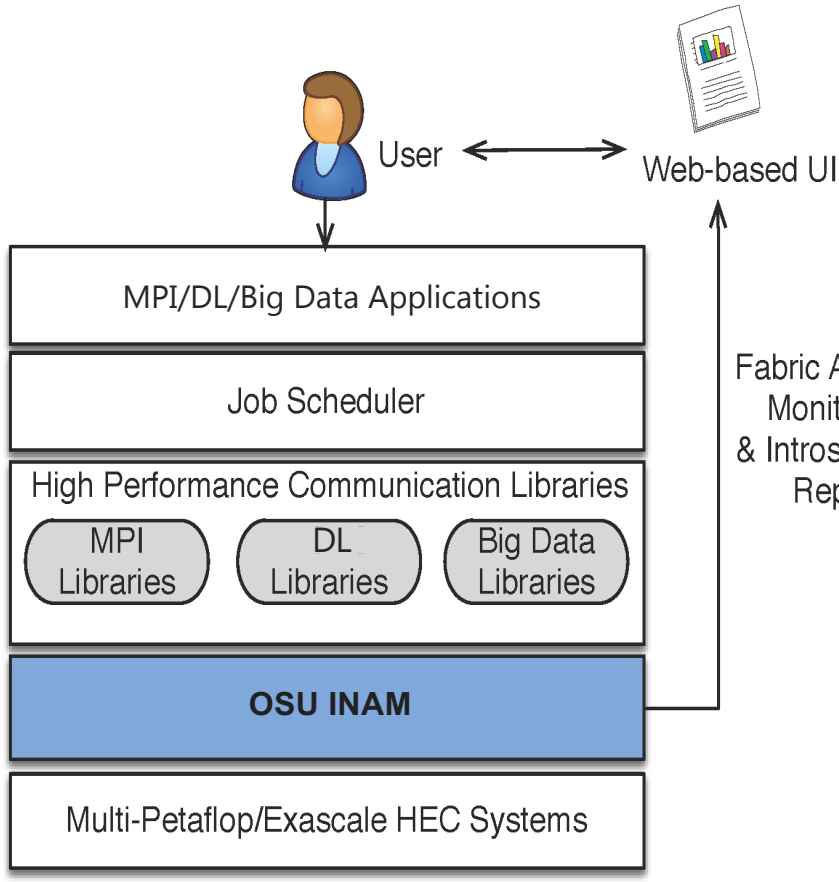 User
Web-based UI
MPI/DL/Big Data Applications
Job Scheduler
Fabric
& 
High Performance Communication Libraries
MPI
Libraries
DL
Libraries
Big Data
Libraries
OSU INAM
Multi-Petaflop/Exascale HEC Systems